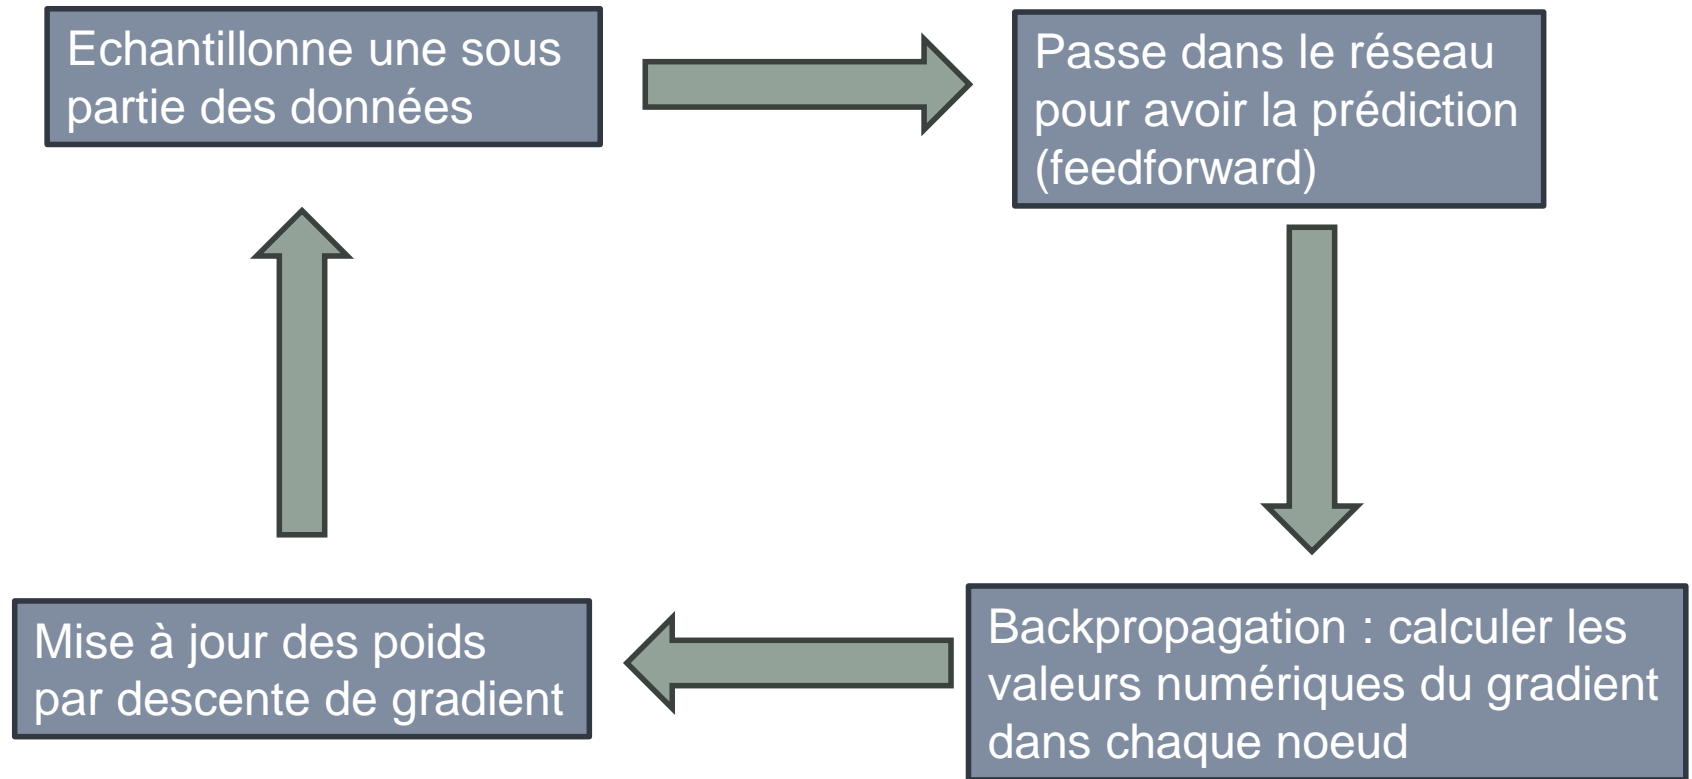 Echantillonne une sous
partie des données
Passe dans le réseau
pour avoir la prédiction
(feedforward)
Backpropagation : calculer les
valeurs numériques du gradient
dans chaque noeud
Mise à jour des poids
par descente de gradient